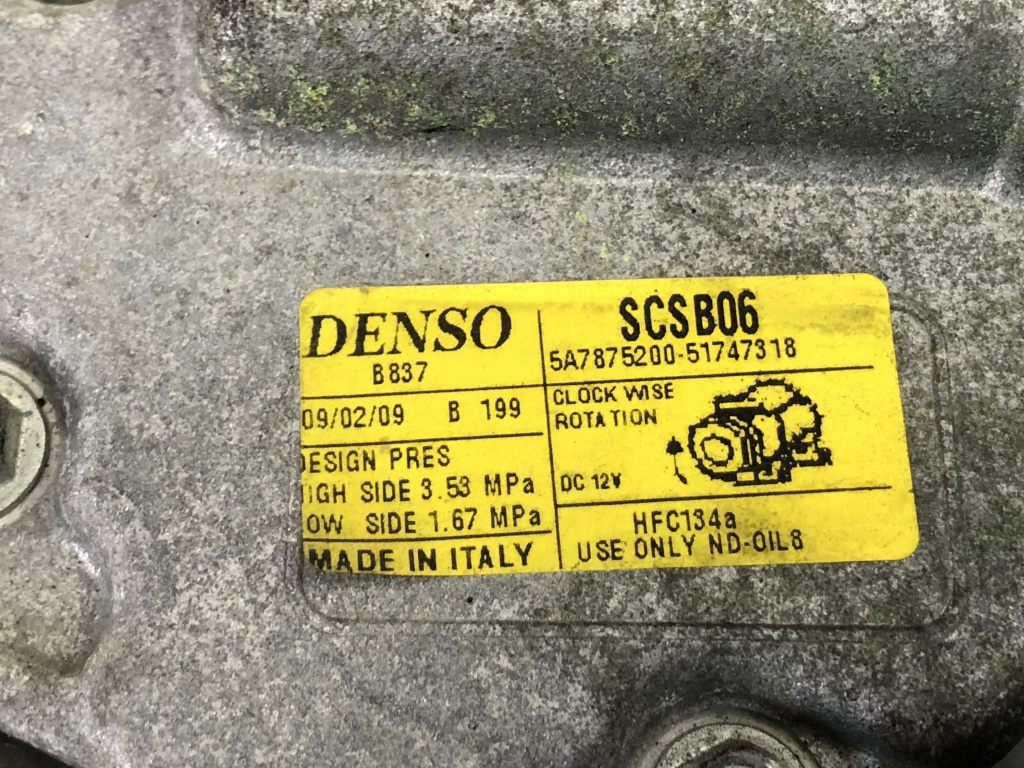 DENSO
B837
09/02/09 B 199
ESIGN PRES
IGH SIDE 3.53 MPa
OW SIDE 1.67 MPa
MADE IN ITALY
SCSB06
5A7875200-51747318
CLOCK WISE
ROTATION
DC 12V
HFC134a
USE ONLY ND-OIL8